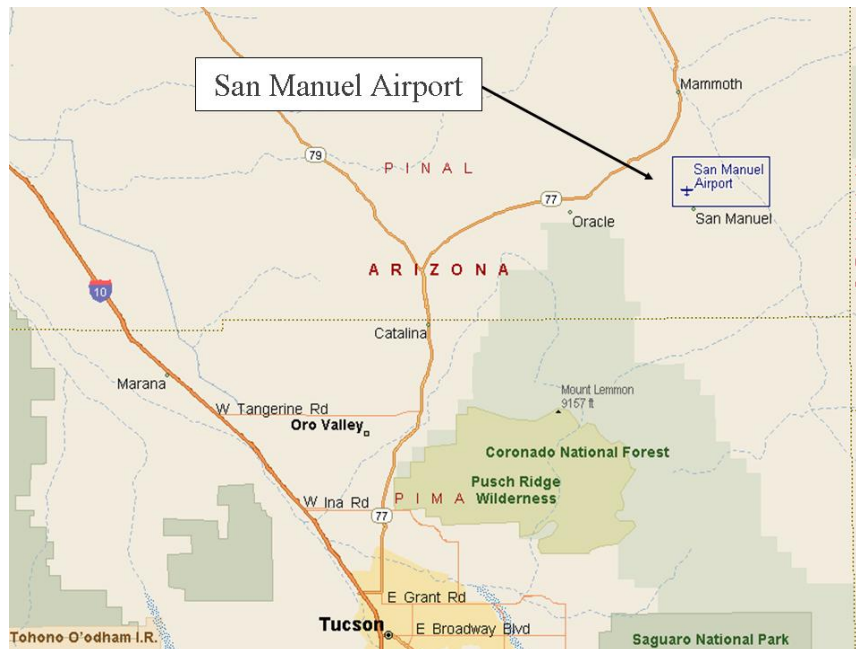 San Manuel Airport
Mammoth
79
P I N A L
San Manuel
Airport
77
Oracle
San Manuel
A R I Z O N A
10
Catalina
Marana
Mount Lemmon
9157 ft
W Tangerine Rd
Oro Valley
Coronado National Forest
Pusch Ridge
Wilderness
P I M A
W Ina Rd
77
E Grant Rd
Tucson
E Broadway Blvd
Tohono O'odham I.R.
Saguaro National Park